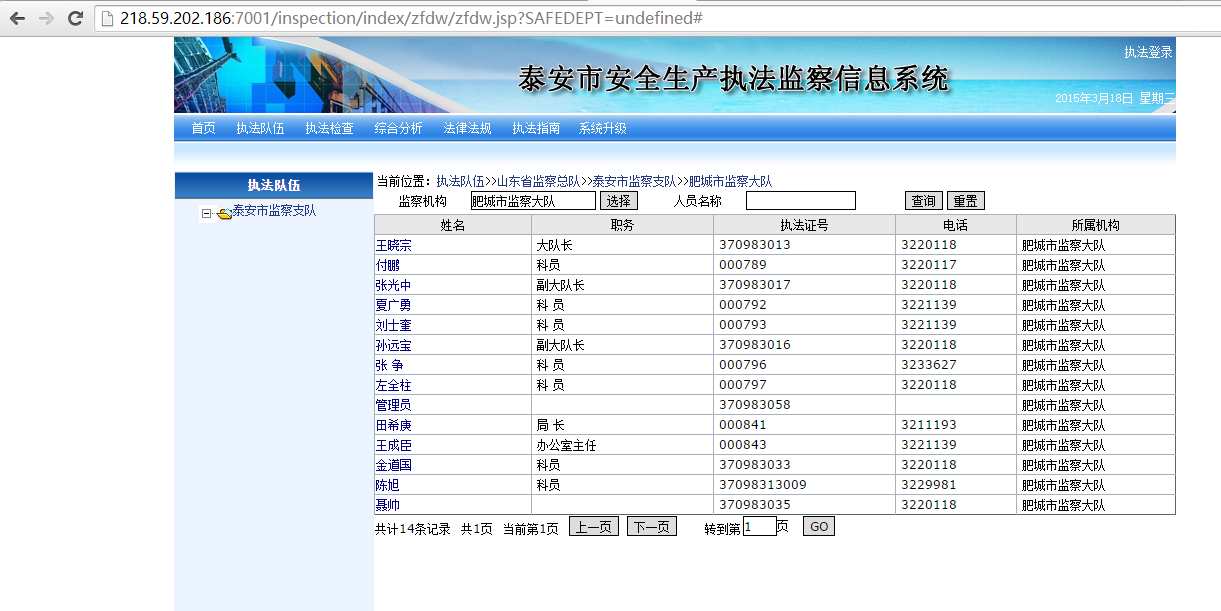 218.59.202.186:7001/inspection/index/zfdw/zfdw.jsp?SAFEDEPT=undefined#
执法登录
泰安市安全生产执法监察信息系统
2015年3月18日 星期三
首页 执法队伍 执法检查 综合分析 法律法规 执法指南 系统升级
执法队伍
泰安市监察支队
当前位置：执法队伍>>山东省监察总队>>泰安市监察支队>>肥城市监察大队
监察机构 肥城市监察大队 选择 人员名称 查询 重置
姓名 职务 执法证号 电话 所属机构
王晓宗 大队长 370983013 3220118 肥城市监察大队
付鹏 科员 000789 3220117 肥城市监察大队
张光中 副大队长 370983017 3220118 肥城市监察大队
夏广勇 科 员 000792 3221139 肥城市监察大队
刘士奎 科 员 000793 3221139 肥城市监察大队
孙远宝 副大队长 370983016 3220118 肥城市监察大队
张 争 科 员 000796 3233627 肥城市监察大队
左全柱 科 员 000797 3220118 肥城市监察大队
管理员 370983058 肥城市监察大队
田希庚 局 长 000841 3211193 肥城市监察大队
王成臣 办公室主任 000843 3221139 肥城市监察大队
金道国 科员 370983033 3220118 肥城市监察大队
陈旭 科员 37098313009 3229981 肥城市监察大队
聂帅 370983035 3220118 肥城市监察大队
共计14条记录 共1页 当前第1页 上一页 下一页 转到第 1 页 GO